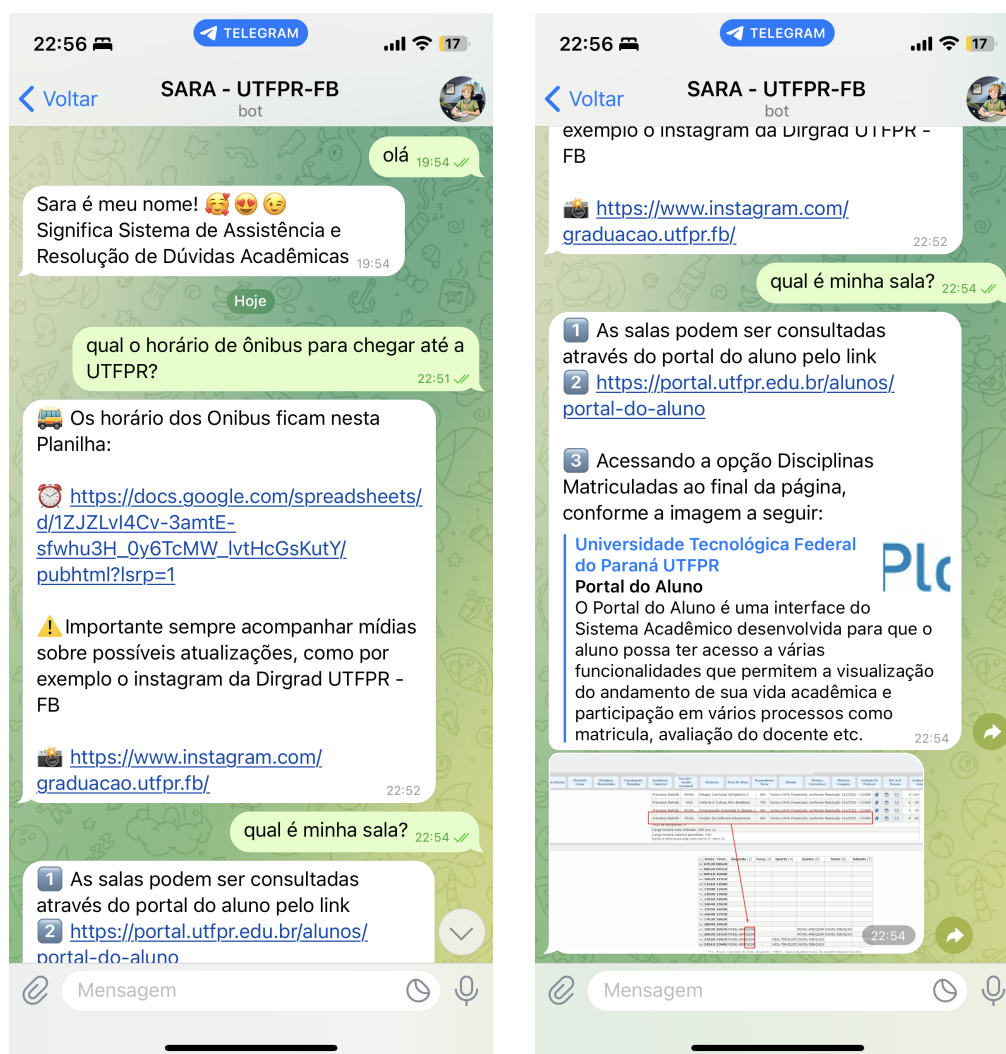 22:56
TELEGRAM
17
Voltar
SARA - UTFPR-FB
bot
olá 19:54
Sara é meu nome! 🥰😍😉
Significa Sistema de Assistência e
Resolução de Dúvidas Acadêmicas 19:54
Hoje
qual o horário de ônibus para chegar até a
UTFPR?
22:51
🚌 Os horário dos Onibus ficam nesta
Planilha:
⏰ https://docs.google.com/spreadsheets/
d/1ZJZLvI4Cv-3amtE-
sfwhu3H_0y6TcMW_lvtHcGsKutY/
pubhtml?lsrp=1
⚠️Importante sempre acompanhar mídias
sobre possíveis atualizações, como por
exemplo o instagram da Dirgrad UTFPR -
FB
📸 https://www.instagram.com/
graduacao.utfpr.fb/
22:52
qual é minha sala? 22:54
1️⃣ As salas podem ser consultadas
através do portal do aluno pelo link
2️⃣ https://portal.utfpr.edu.br/alunos/
portal-do-aluno
Mensagem
22:56
TELEGRAM
17
Voltar
SARA - UTFPR-FB
bot
exemplo o instagram da Dirgrad UTFPR -
FB
📸 https://www.instagram.com/
graduacao.utfpr.fb/
22:52
qual é minha sala? 22:54
1️⃣ As salas podem ser consultadas
através do portal do aluno pelo link
2️⃣ https://portal.utfpr.edu.br/alunos/
portal-do-aluno
3️⃣ Acessando a opção Disciplinas
Matriculadas ao final da página,
conforme a imagem a seguir:
Universidade Tecnológica Federal
do Paraná UTFPR
Portal do Aluno
O Portal do Aluno é uma interface do
Sistema Acadêmico desenvolvida para que o
aluno possa ter acesso a várias
funcionalidades que permitem a visualização
do andamento de sua vida acadêmica e
participação em vários processos como
matricula, avaliação do docente etc.
22:54
22:54
Mensagem